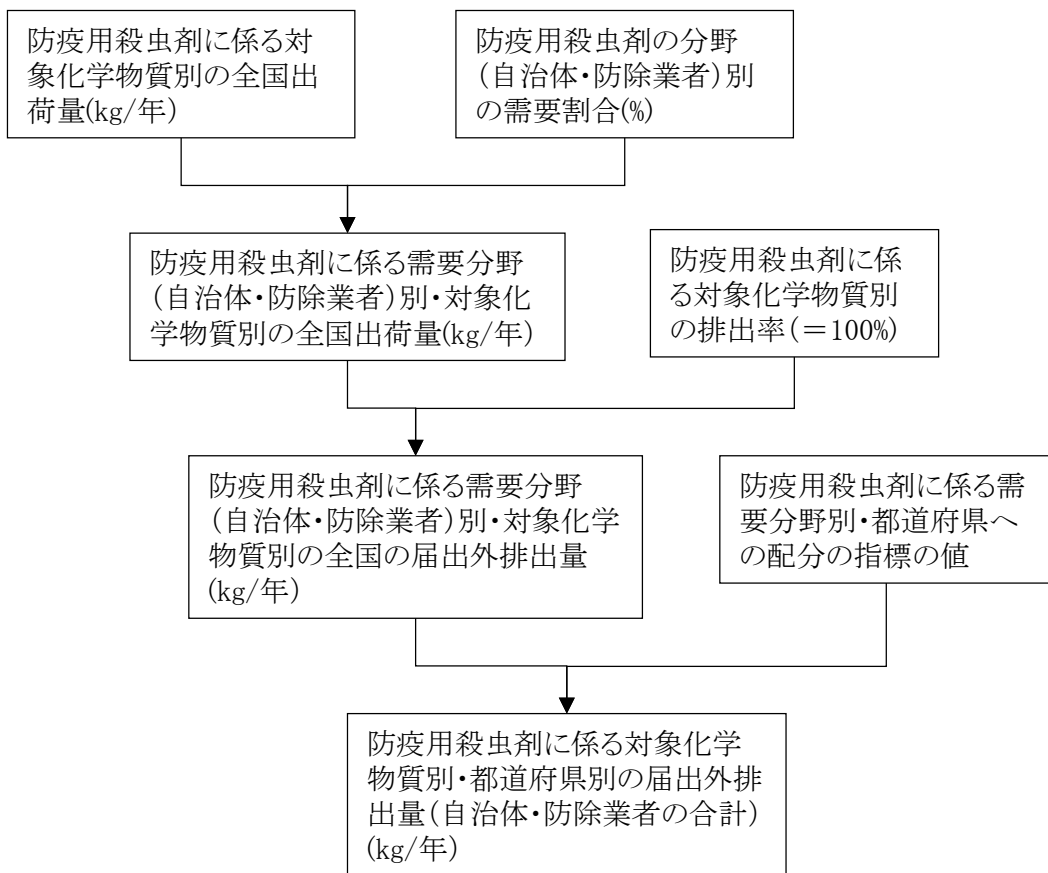 防疫用殺虫剤に係る対
象化学物質別の全国出
荷量(kg/年)
防疫用殺虫剤の分野
(自治体・防除業者)別
の需要割合(%)
防疫用殺虫剤に係る需要分野
(自治体・防除業者)別・対象化
学物質別の全国出荷量(kg/年)
防疫用殺虫剤に係
る対象化学物質別
の排出率(=100%)
防疫用殺虫剤に係る需要分野
(自治体・防除業者)別・対象化学
物質別の全国の届出外排出量
(kg/年)
防疫用殺虫剤に係る需
要分野別・都道府県へ
の配分の指標の値
防疫用殺虫剤に係る対象化学
物質別・都道府県別の届出外排
出量(自治体・防除業者の合計)
(kg/年)